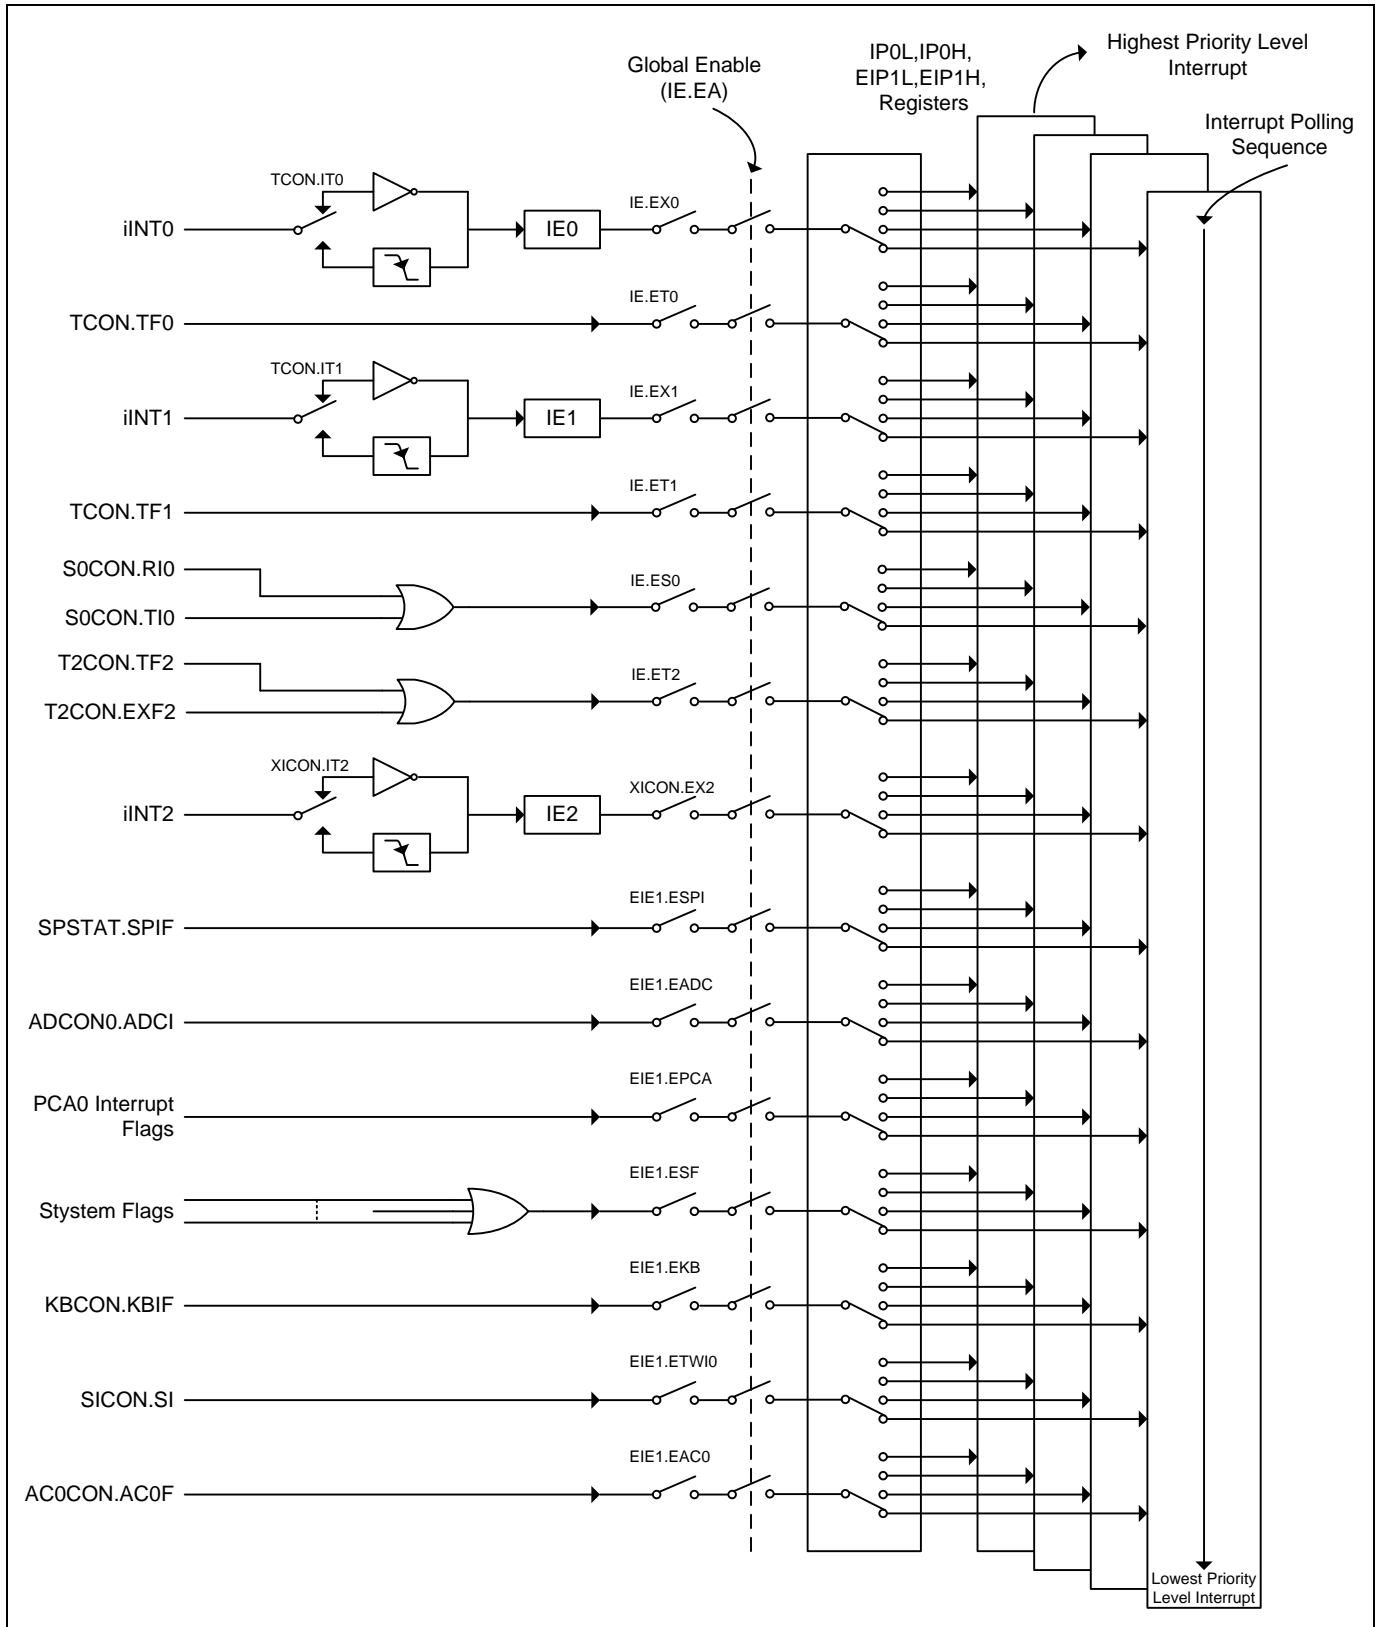 Global Enable
(IE.EA)
IP0L,IP0H,
EIP1L,EIP1H,
Registers
Highest Priority Level
Interrupt
Interrupt Polling
Sequence
TCON.IT0
iINT0
IE0
IE.EX0
TCON.TF0
IE.ET0
TCON.IT1
iINT1
IE1
IE.EX1
TCON.TF1
IE.ET1
S0CON.RI0
S0CON.TI0
IE.ES0
T2CON.TF2
T2CON.EXF2
IE.ET2
XICON.IT2
iINT2
IE2
XICON.EX2
SPSTAT.SPIF
EIE1.ESPI
ADCON0.ADCI
EIE1.EADC
PCA0 Interrupt
Flags
EIE1.EPCA
Stystem Flags
EIE1.ESF
KBCON.KBIF
EIE1.EKB
SICON.SI
EIE1.ETWI0
AC0CON.AC0F
EIE1.EAC0
Lowest Priority
Level Interrupt